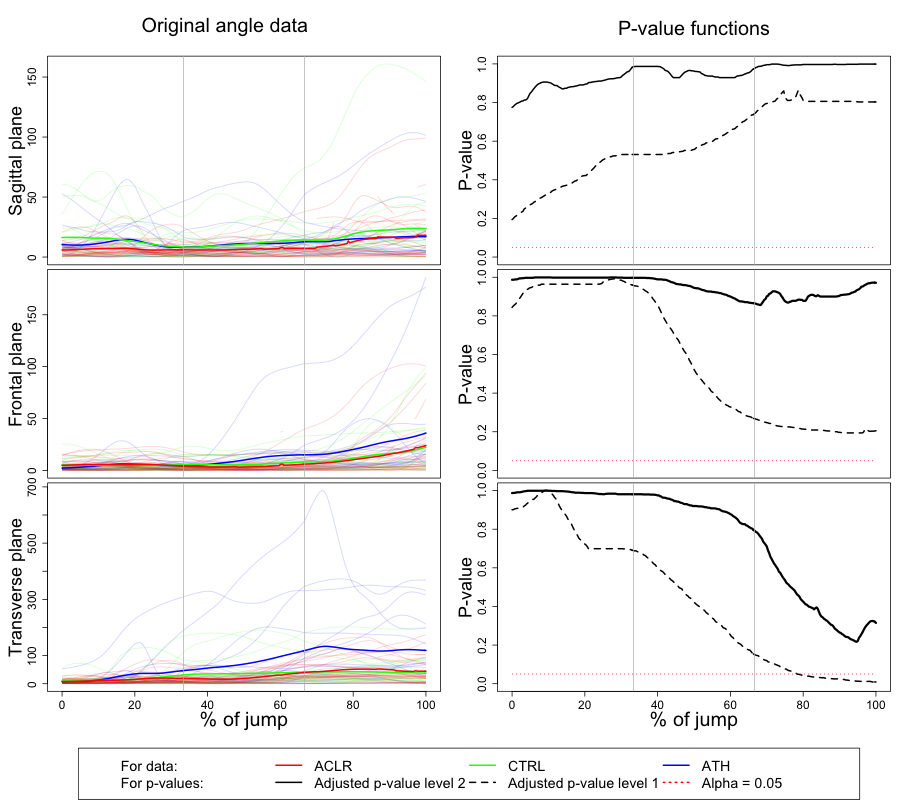 Original angle data
P-value functions
Sagittal plane
0 50 100 150
P-value
0.0 0.2 0.4 0.6 0.8 1.0
Frontal plane
0 50 100 150
P-value
0.0 0.2 0.4 0.6 0.8 1.0
Transverse plane
0 100 300 500 700
P-value
0.0 0.2 0.4 0.6 0.8 1.0
0 20 40 60 80 100
0 20 40 60 80 100
% of jump
% of jump
For data: ACLR CTRL ATH
For p-values: Adjusted p-value level 2 Adjusted p-value level 1 Alpha = 0.05